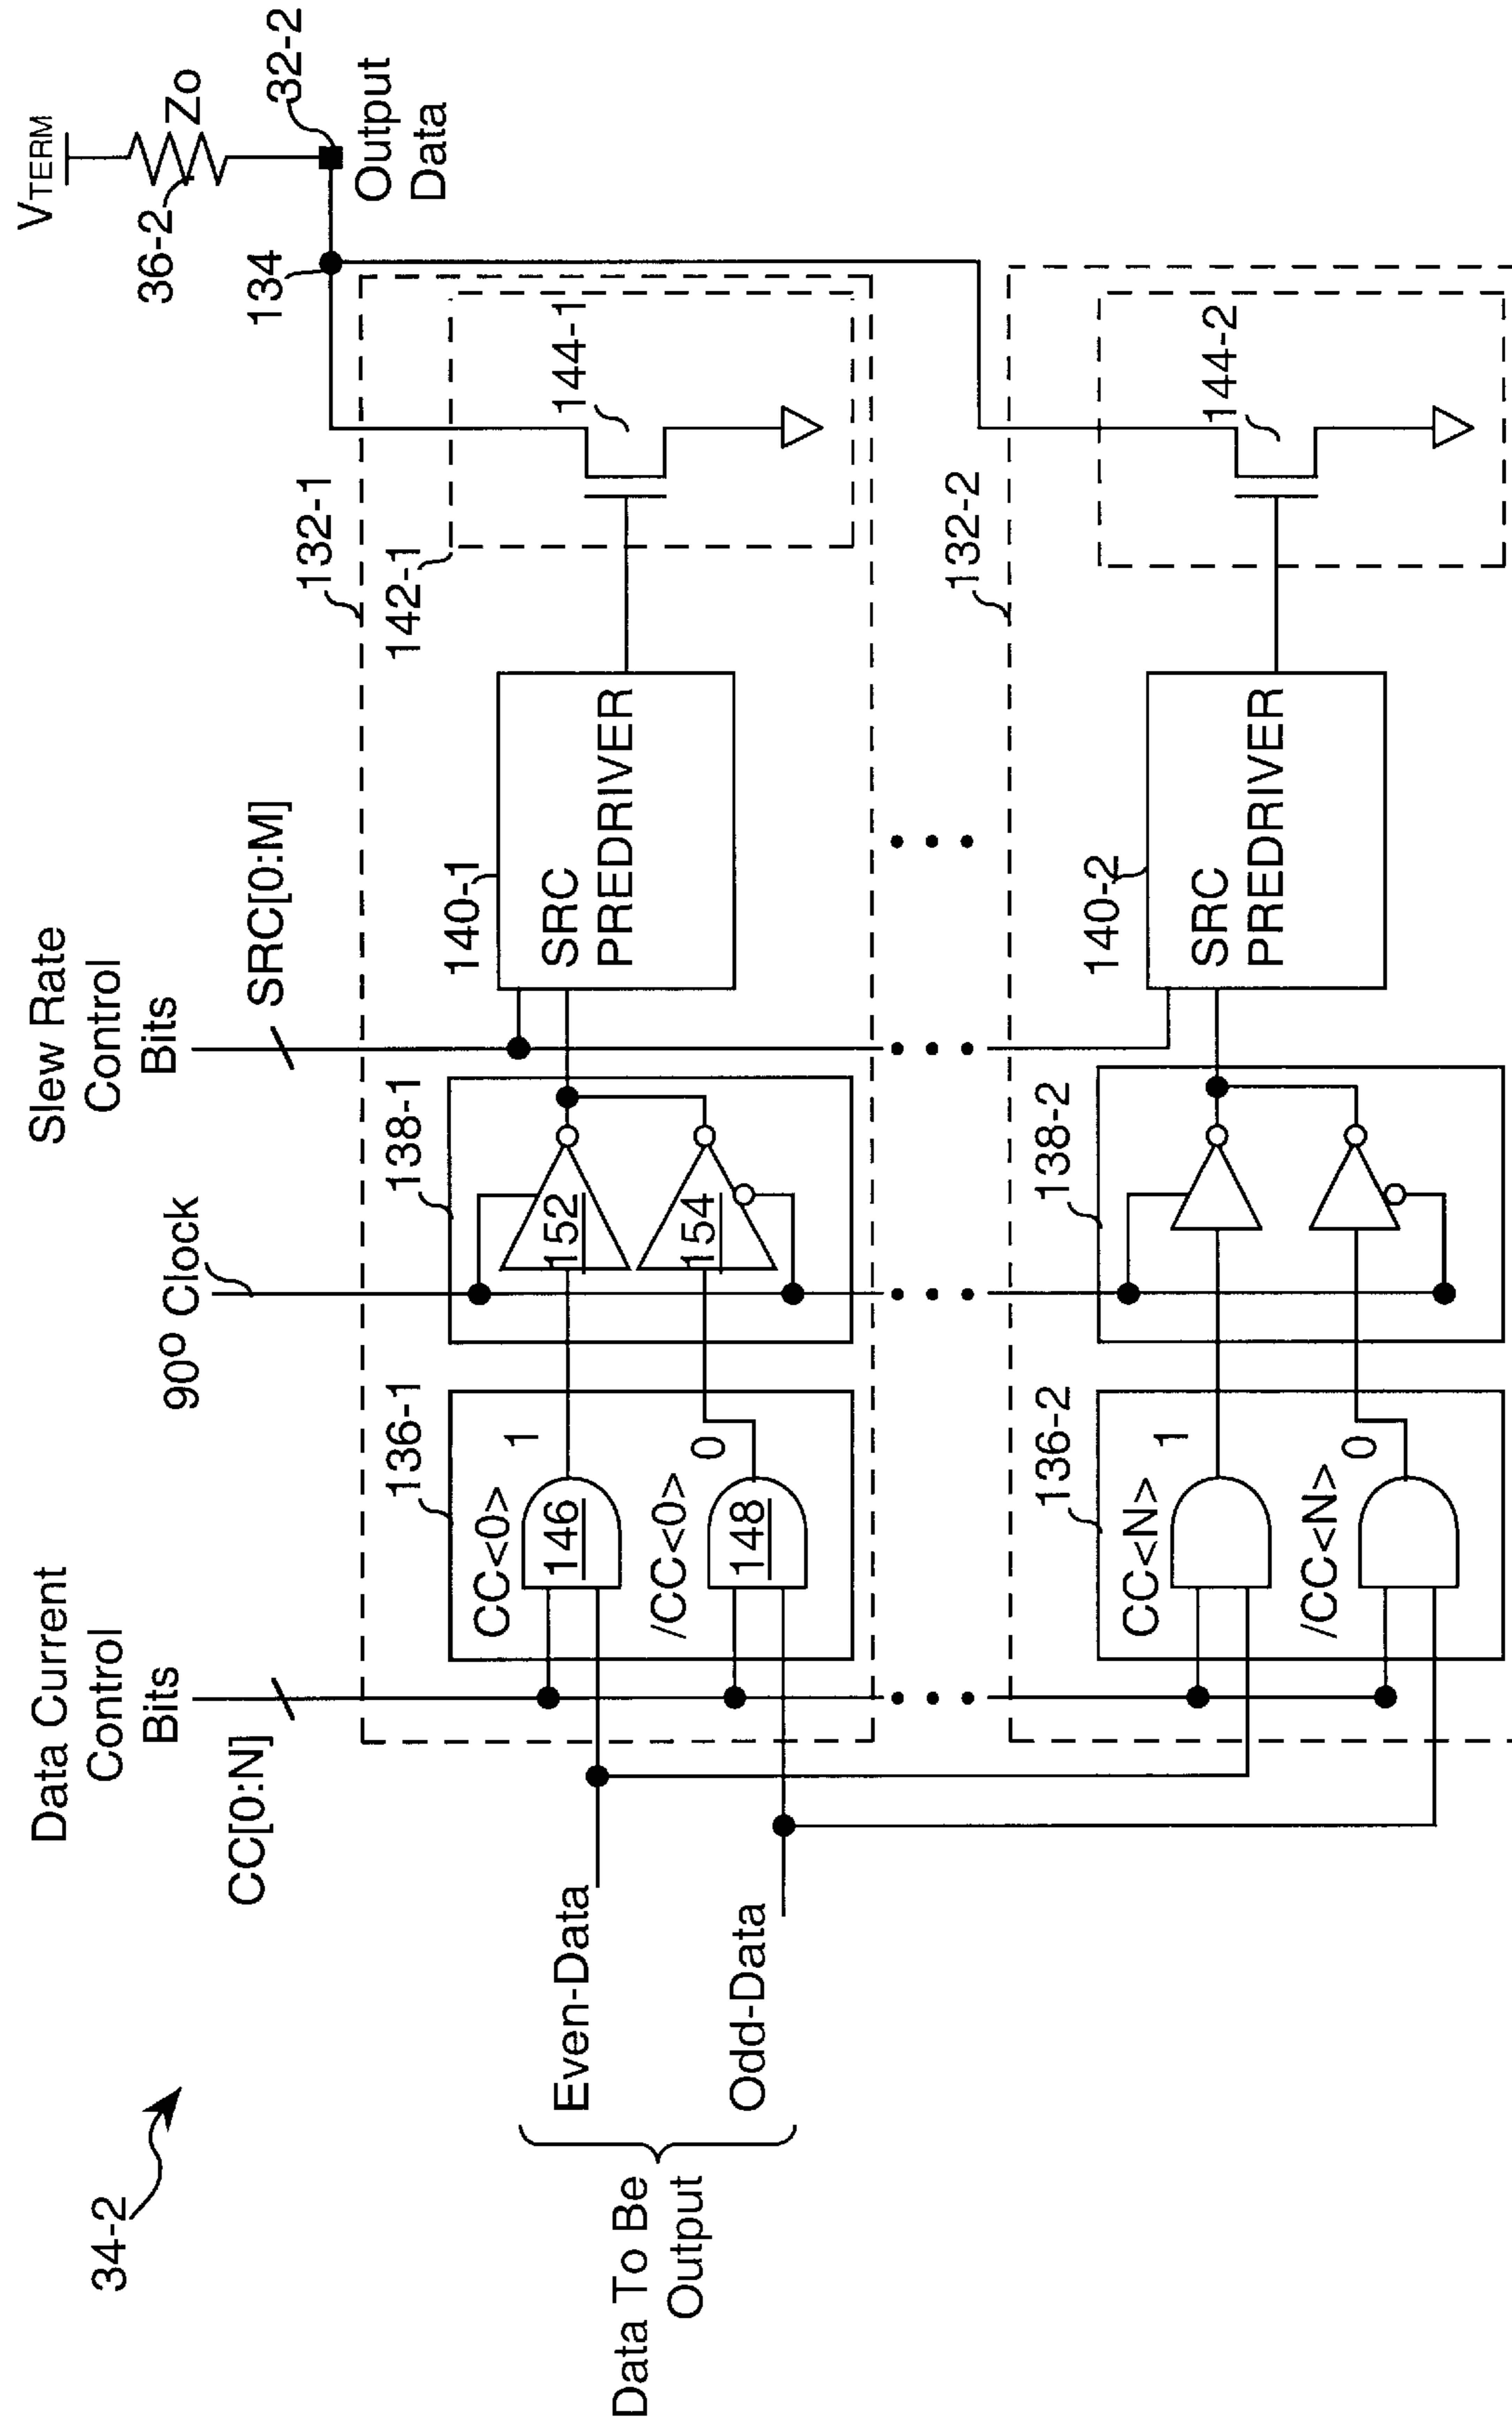 34-2
Data Current
Control
Bits
CC[0:N]
90° Clock
Slew Rate
Control
Bits
SRC[0:M]
VTERM
36-2
Zo
32-2
134
Output
Data
Data To Be
Output
Even-Data
Odd-Data
132-1
136-1
CC<0>
1
146
/CC<0>
0
148
138-1
152
154
140-1
SRC
PREDRIVER
142-1
144-1
132-2
136-2
CC<N>
1
/CC<N>
0
138-2
140-2
SRC
PREDRIVER
144-2